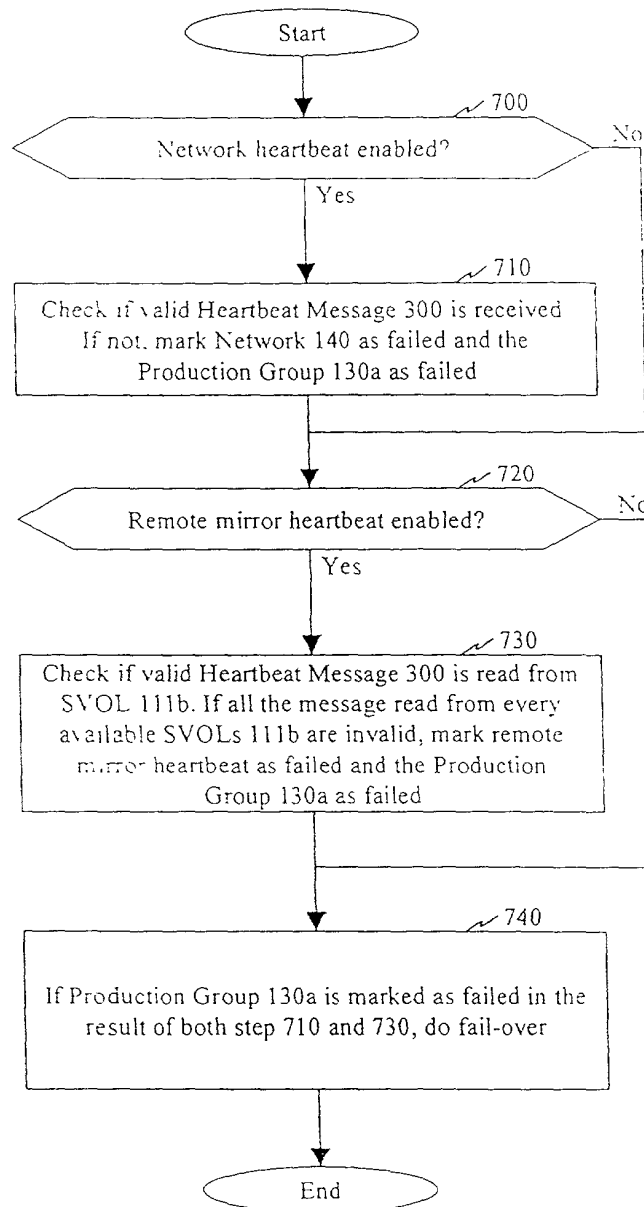 Start
700
Network heartbeat enabled?
No
Yes
710
Check if valid Heartbeat Message 300 is received
If not, mark Network 140 as failed and the
Production Group 130a as failed
720
Remote mirror heartbeat enabled?
No
Yes
730
Check if valid Heartbeat Message 300 is read from
SVOL 111b. If all the message read from every
available SVOLs 111b are invalid, mark remote
mirror heartbeat as failed and the Production
Group 130a as failed
740
If Production Group 130a is marked as failed in the
result of both step 710 and 730, do fail-over
End